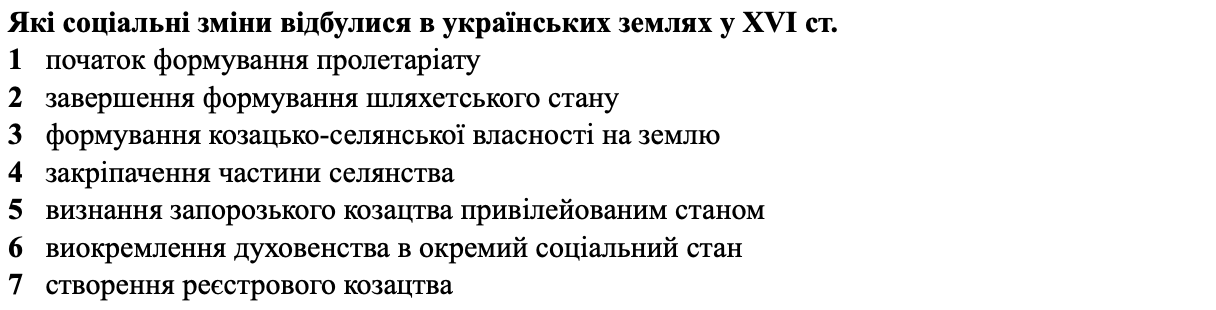 Які соціальні зміни відбулися в українських землях у XVI ст.
1 початок формування пролетаріату
2 завершення формування шляхетського стану
3 формування козацько-селянської власності на землю
4 закріпачення частини селянства
5 визнання запорозького козацтва привілейованим станом
6 виокремлення духовенства в окремий соціальний стан
7 створення реєстрового козацтва